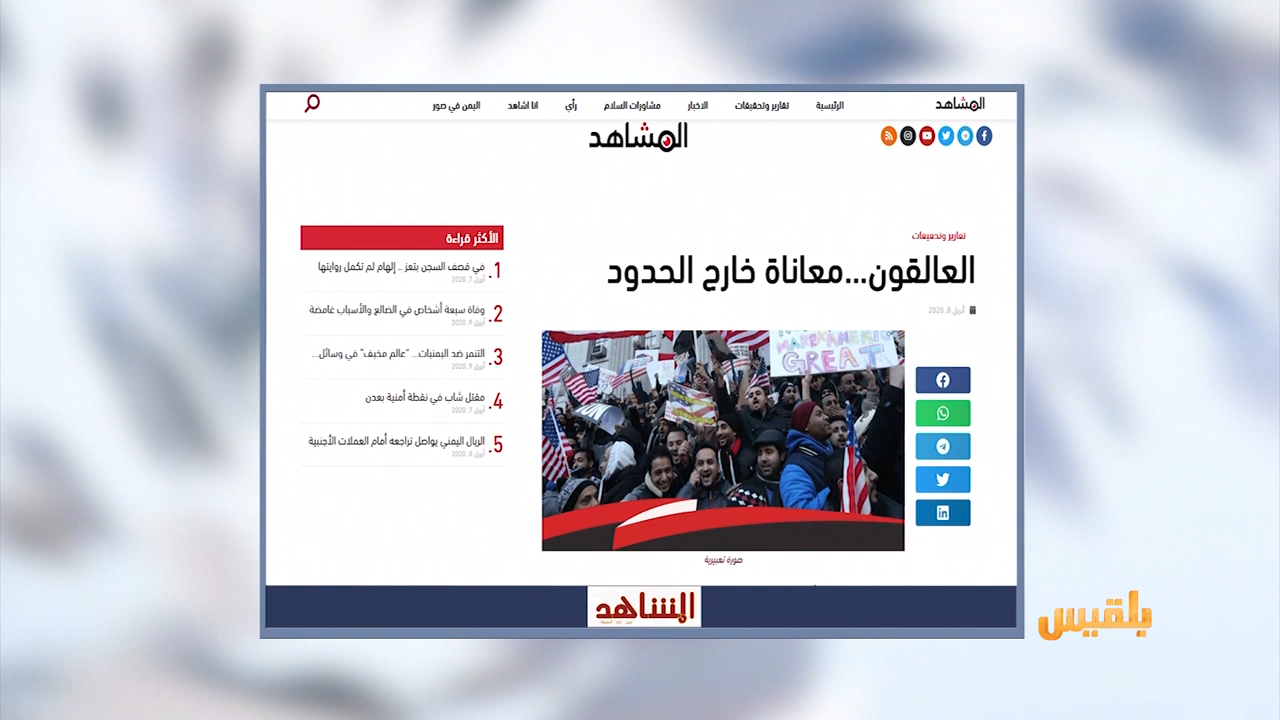 المشاهد
الرئيسية تقارير وتحقيقات الاخبار مشاورات السلام رأي انا اشاهد اليمن في صور
المشاهد
تقارير وتحقيقات
العالقون...معاناة خارج الحدود
أبريل 8, 2020
MAKE AMERICA
GREAT
صورة تعبيرية
الأكثر قراءة
1. في قصف السجن بتعز .. إلهام لم تكمل روايتها
أبريل 7, 2020
2. وفاة سبعة أشخاص في الضالع والأسباب غامضة
أبريل 9, 2020
3. التنمر ضد اليمنيات... "عالم مخيف" في وسائل...
أبريل 9, 2020
4. مقتل شاب في نقطة أمنية بعدن
أبريل 7, 2020
5. الريال اليمني يواصل تراجعه أمام العملات الأجنبية
أبريل 8, 2020
المشاهد
بلقيس